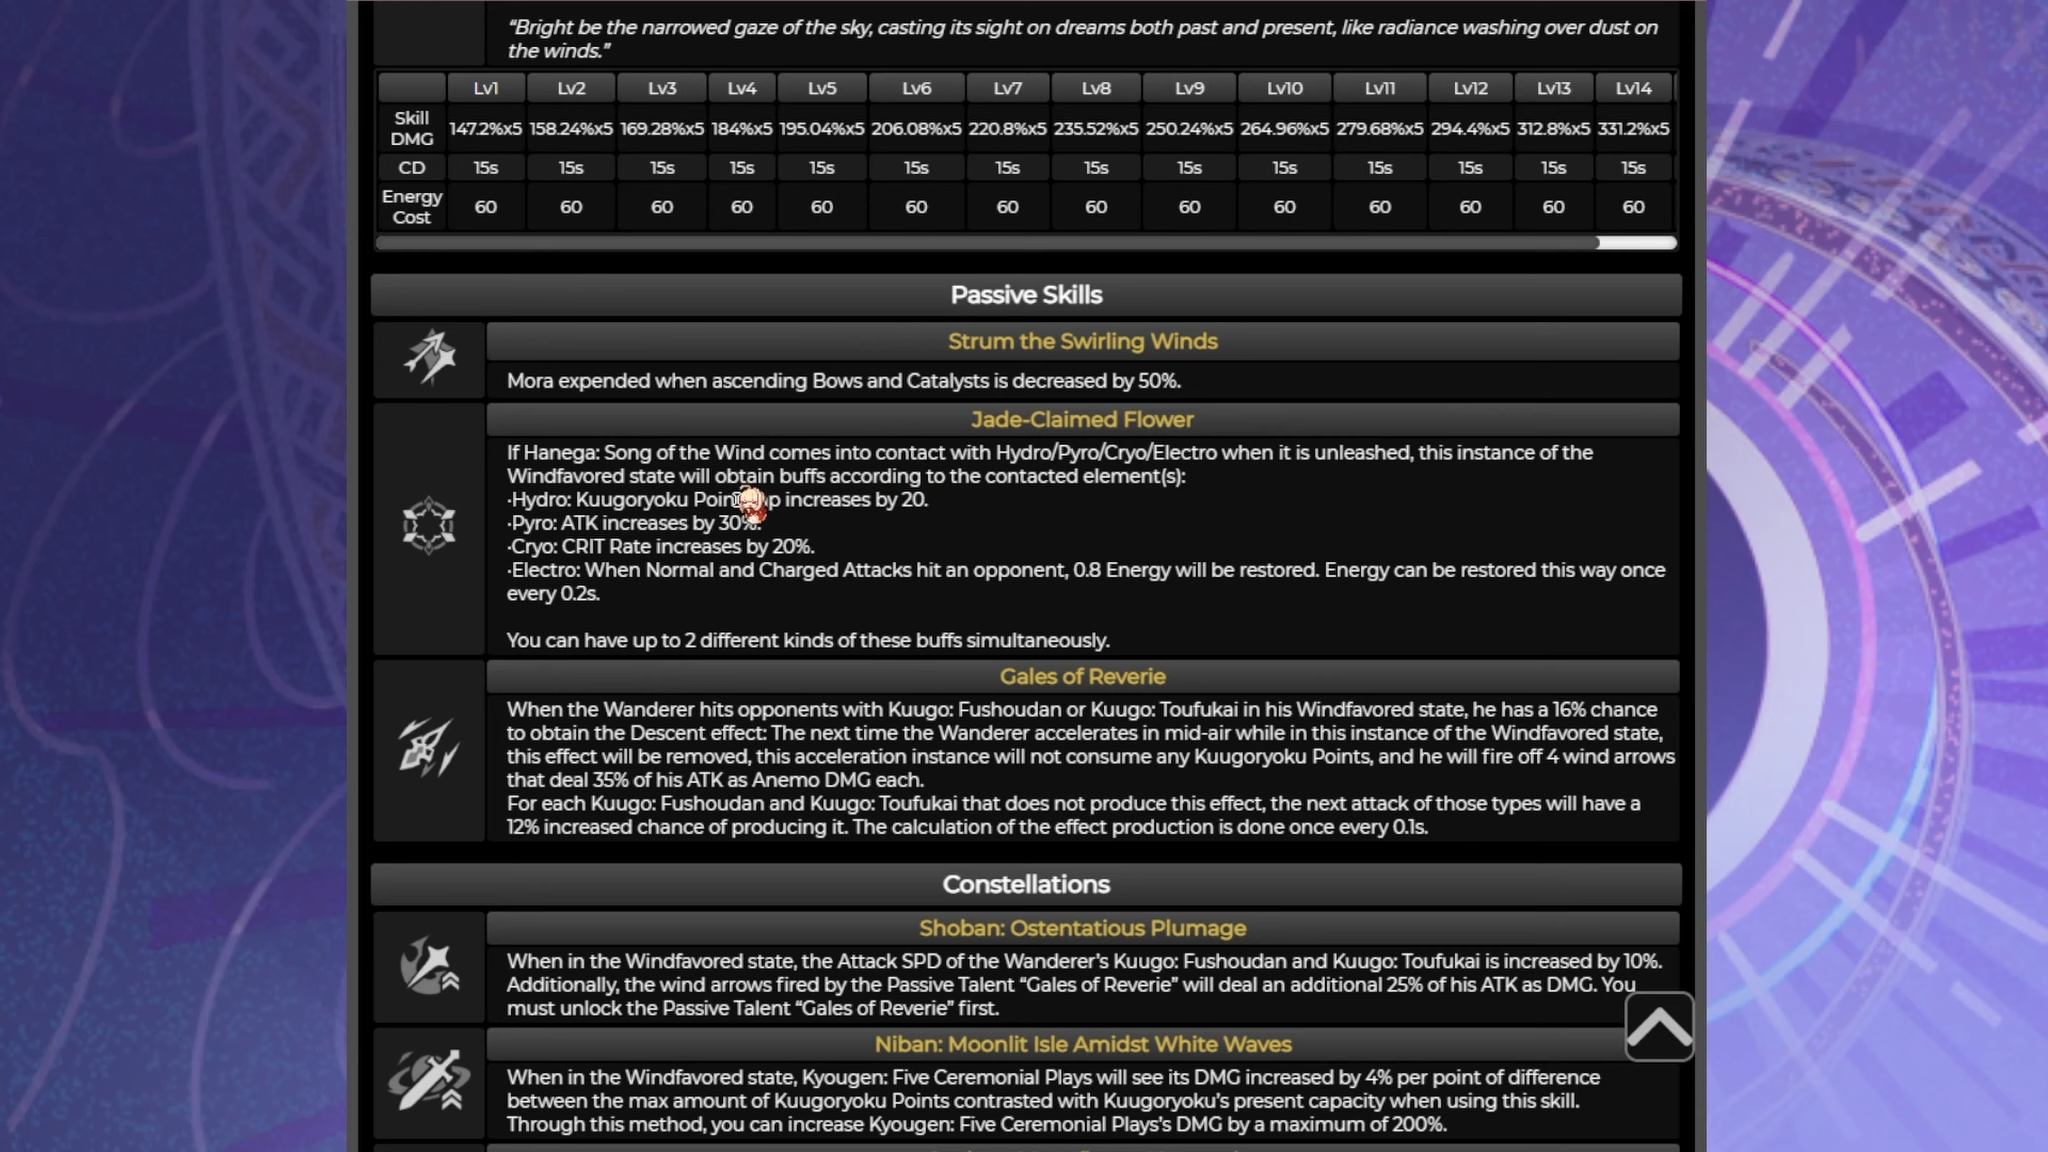 “Bright be the narrowed gaze of the sky, casting its sight on dreams both past and present, like radiance washing over dust on
the winds.”
Lv1 Lv2 Lv3 Lv4 Lv5 Lv6 Lv7 Lv8 Lv9 Lv10 Lv11 Lv12 Lv13 Lv14
Skill DMG 147.2%x5 158.24%x5 169.28%x5 184%x5 195.04%x5 206.08%x5 220.8%x5 235.52%x5 250.24%x5 264.96%x5 279.68%x5 294.4%x5 312.8%x5 331.2%x5
CD 15s 15s 15s 15s 15s 15s 15s 15s 15s 15s 15s 15s 15s 15s
Energy Cost 60 60 60 60 60 60 60 60 60 60 60 60 60 60
Passive Skills
Strum the Swirling Winds
Mora expended when ascending Bows and Catalysts is decreased by 50%.
Jade-Claimed Flower
If Hanega: Song of the Wind comes into contact with Hydro/Pyro/Cryo/Electro when it is unleashed, this instance of the
Windfavored state will obtain buffs according to the contacted element(s):
·Hydro: Kuugoryoku increases by 20.
·Pyro: ATK increases by 30%.
·Cryo: CRIT Rate increases by 20%.
·Electro: When Normal and Charged Attacks hit an opponent, 0.8 Energy will be restored. Energy can be restored this way once
every 0.2s.
You can have up to 2 different kinds of these buffs simultaneously.
Gales of Reverie
When the Wanderer hits opponents with Kuugo: Fushoudan or Kuugo: Toufukai in his Windfavored state, he has a 16% chance
to obtain the Descent effect: The next time the Wanderer accelerates in mid-air while in this instance of the Windfavored state,
this effect will be removed, this acceleration instance will not consume any Kuugoryoku Points, and he will fire off 4 wind arrows
that deal 35% of his ATK as Anemo DMG each.
For each Kuugo: Fushoudan and Kuugo: Toufukai that does not produce this effect, the next attack of those types will have a
12% increased chance of producing it. The calculation of the effect production is done once every 0.1s.
Constellations
Shoban: Ostentatious Plumage
When in the Windfavored state, the Attack SPD of the Wanderer’s Kuugo: Fushoudan and Kuugo: Toufukai is increased by 10%.
Additionally, the wind arrows fired by the Passive Talent “Gales of Reverie” will deal an additional 25% of his ATK as DMG. You
must unlock the Passive Talent “Gales of Reverie” first.
Niban: Moonlit Isle Amidst White Waves
When in the Windfavored state, Kyougen: Five Ceremonial Plays will see its DMG increased by 4% per point of difference
between the max amount of Kuugoryoku Points contrasted with Kuugoryoku’s present capacity when using this skill.
Through this method, you can increase Kyougen: Five Ceremonial Plays’s DMG by a maximum of 200%.